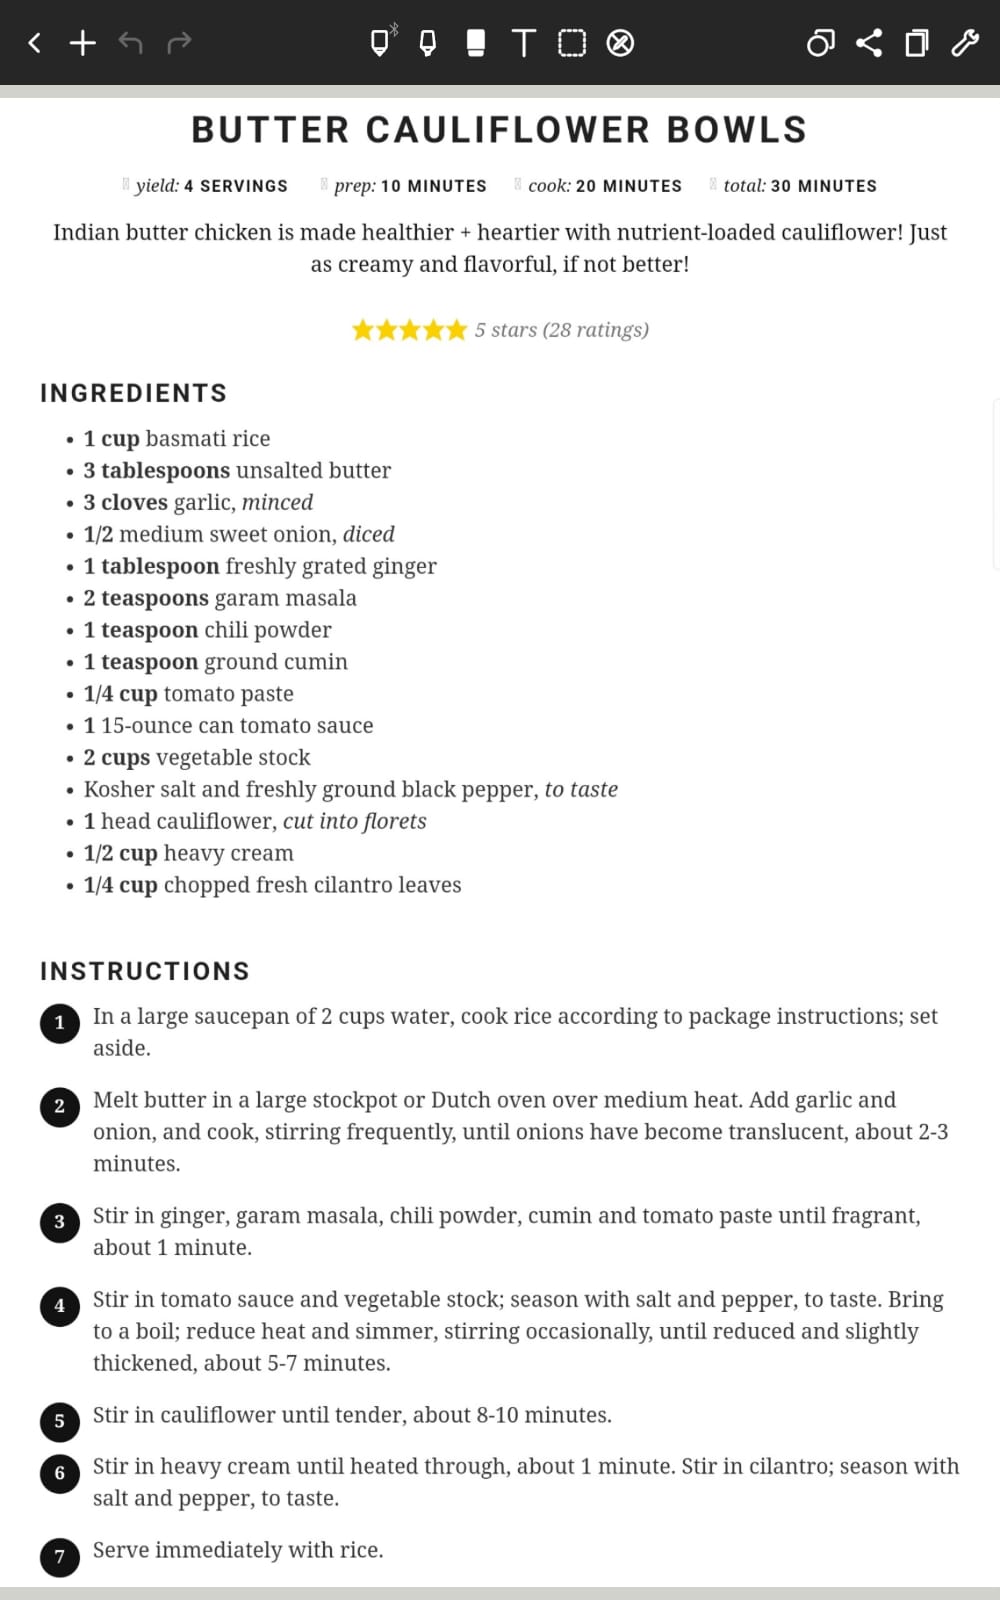 BUTTER CAULIFLOWER BOWLS
yield: 4 SERVINGS prep: 10 MINUTES cook: 20 MINUTES total: 30 MINUTES
Indian butter chicken is made healthier + heartier with nutrient-loaded cauliflower! Just
as creamy and flavorful, if not better!
5 stars (28 ratings)
INGREDIENTS
• 1 cup basmati rice
• 3 tablespoons unsalted butter
• 3 cloves garlic, minced
• 1/2 medium sweet onion, diced
• 1 tablespoon freshly grated ginger
• 2 teaspoons garam masala
• 1 teaspoon chili powder
• 1 teaspoon ground cumin
• 1/4 cup tomato paste
• 1 15-ounce can tomato sauce
• 2 cups vegetable stock
• Kosher salt and freshly ground black pepper, to taste
• 1 head cauliflower, cut into florets
• 1/2 cup heavy cream
• 1/4 cup chopped fresh cilantro leaves
INSTRUCTIONS
1 In a large saucepan of 2 cups water, cook rice according to package instructions; set
aside.
2 Melt butter in a large stockpot or Dutch oven over medium heat. Add garlic and
onion, and cook, stirring frequently, until onions have become translucent, about 2-3
minutes.
3 Stir in ginger, garam masala, chili powder, cumin and tomato paste until fragrant,
about 1 minute.
4 Stir in tomato sauce and vegetable stock; season with salt and pepper, to taste. Bring
to a boil; reduce heat and simmer, stirring occasionally, until reduced and slightly
thickened, about 5-7 minutes.
5 Stir in cauliflower until tender, about 8-10 minutes.
6 Stir in heavy cream until heated through, about 1 minute. Stir in cilantro; season with
salt and pepper, to taste.
7 Serve immediately with rice.